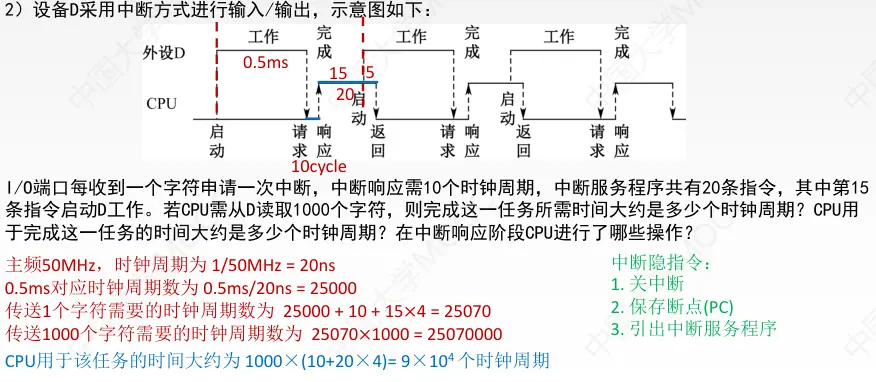 2）设备D采用中断方式进行输入/输出，示意图如下：
工作 完成 工作 完成 工作 完成
外设D
0.5ms
15 5
20
CPU
启动 请求 响应 启动 返回 请求 响应 启动 返回 请求 响应
10cycle
I/O端口每收到一个字符申请一次中断，中断响应需10个时钟周期，中断服务程序共有20条指令，其中第15
条指令启动D工作。若CPU需从D读取1000个字符，则完成这一任务所需时间大约是多少个时钟周期？CPU用
于完成这一任务的时间大约是多少个时钟周期？在中断响应阶段CPU进行了哪些操作？
主频50MHz，时钟周期为 1/50MHz = 20ns
0.5ms对应时钟周期数为 0.5ms/20ns = 25000
传送1个字符需要的时钟周期数为 25000 + 10 + 15×4 = 25070
传送1000个字符需要的时钟周期数为 25070×1000 = 25070000
CPU用于该任务的时间大约为 1000×(10+20×4)= 9×10⁴ 个时钟周期
中断隐指令：
1. 关中断
2. 保存断点(PC)
3. 引出中断服务程序